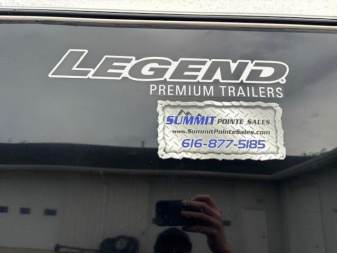 LEGEND
PREMIUM TRAILERS
SUMMIT POINTE SALES
www.SummitPointeSales.com
616-877-5185